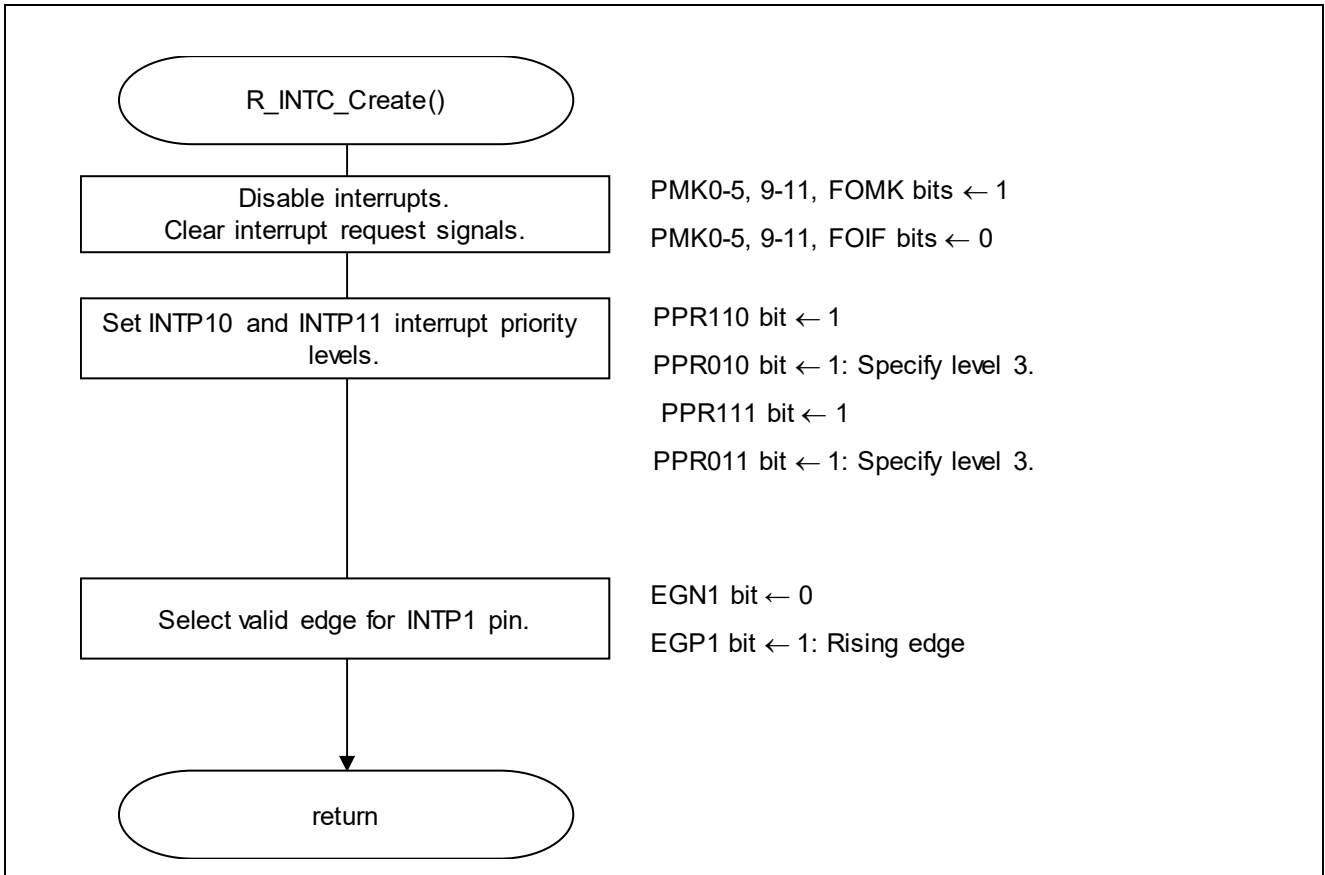 R_INTC_Create()
Disable interrupts.
Clear interrupt request signals.
PMK0-5, 9-11, FOMK bits ← 1
PMK0-5, 9-11, FOIF bits ← 0
Set INTP10 and INTP11 interrupt priority
levels.
PPR110 bit ← 1
PPR010 bit ← 1: Specify level 3.
PPR111 bit ← 1
PPR011 bit ← 1: Specify level 3.
Select valid edge for INTP1 pin.
EGN1 bit ← 0
EGP1 bit ← 1: Rising edge
return